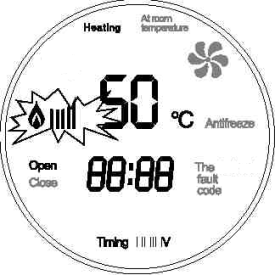 Heating
At room
temperature
50
°C
Antifreeze
Open
Close
88:88
The
fault
code
Timing I II III IV